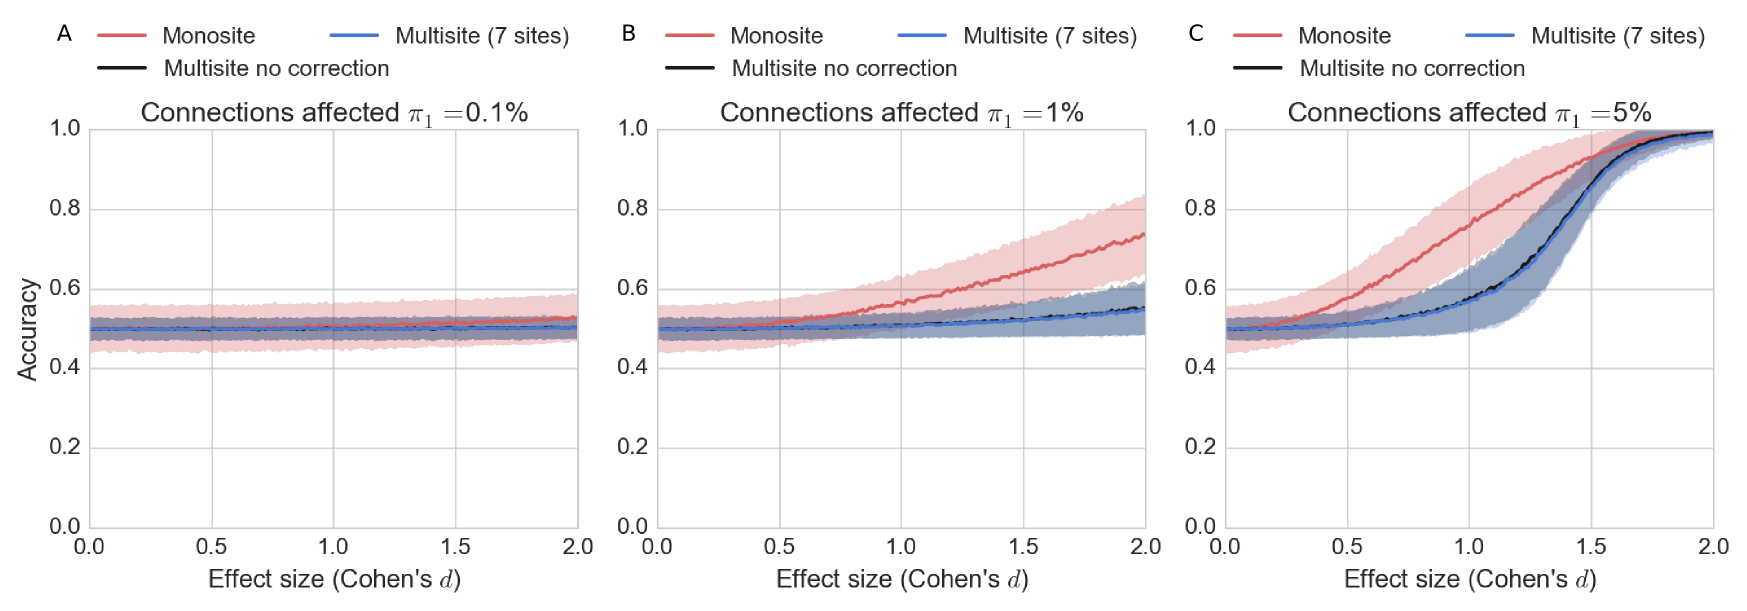 A
Monosite
Multisite (7 sites)
Multisite no correction
Connections affected π₁ =0.1%
Accuracy
1.0
0.8
0.6
0.4
0.2
0.0
0.0 0.5 1.0 1.5 2.0
Effect size (Cohen's d)
B
Monosite
Multisite (7 sites)
Multisite no correction
Connections affected π₁ =1%
1.0
0.8
0.6
0.4
0.2
0.0
0.0 0.5 1.0 1.5 2.0
Effect size (Cohen's d)
C
Monosite
Multisite (7 sites)
Multisite no correction
Connections affected π₁ =5%
1.0
0.8
0.6
0.4
0.2
0.0
0.0 0.5 1.0 1.5 2.0
Effect size (Cohen's d)